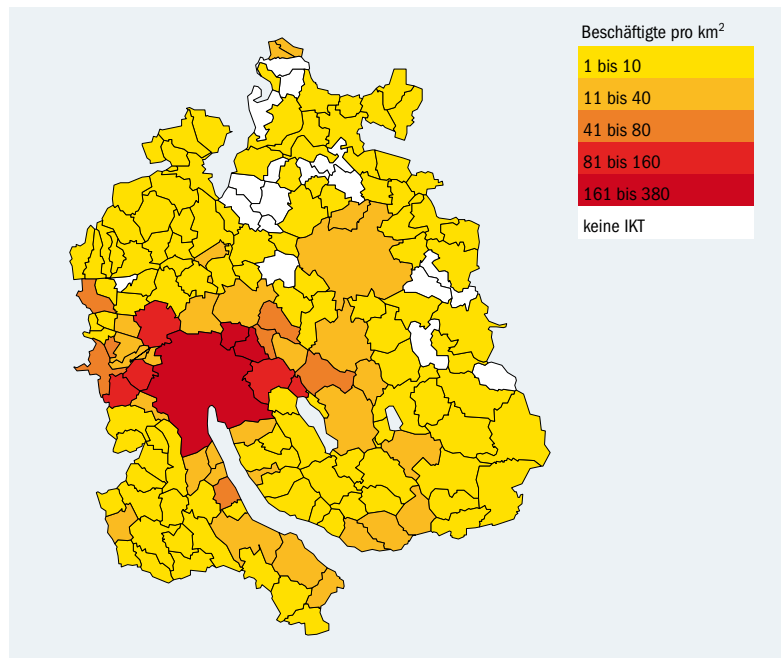 Beschäftigte pro km²
1 bis 10
11 bis 40
41 bis 80
81 bis 160
161 bis 380
keine IKT